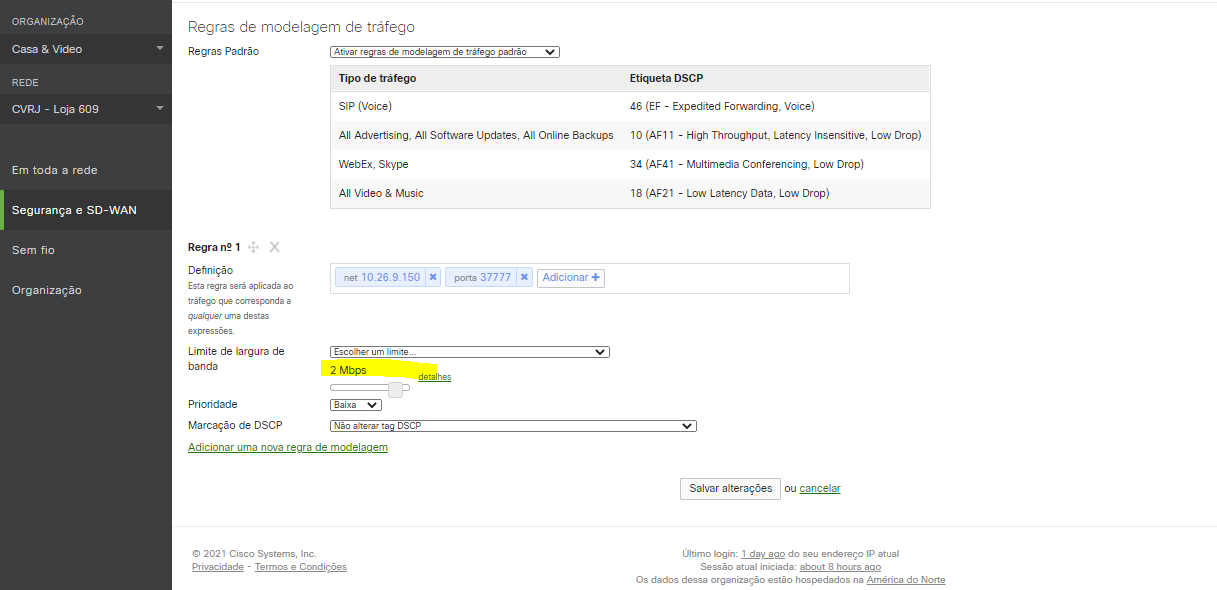 ORGANIZAÇÃO
Casa & Video
REDE
CVRJ - Loja 609
Em toda a rede
Segurança e SD-WAN
Sem fio
Organização
Regras de modelagem de tráfego
Regras Padrão
Ativar regras de modelagem de tráfego padrão
Tipo de tráfego Etiqueta DSCP
SIP (Voice) 46 (EF - Expedited Forwarding, Voice)
All Advertising, All Software Updates, All Online Backups 10 (AF11 - High Throughput, Latency Insensitive, Low Drop)
WebEx, Skype 34 (AF41 - Multimedia Conferencing, Low Drop)
All Video & Music 18 (AF21 - Low Latency Data, Low Drop)
Regra nº 1
Definição
Esta regra será aplicada ao
tráfego que corresponda a
qualquer uma destas
expressões.
net 10.26.9.150 × porta 37777 × Adicionar +
Limite de largura de
banda
Escolher um limite...
2 Mbps
detalhes
Prioridade
Baixa
Marcação de DSCP
Não alterar tag DSCP
Adicionar uma nova regra de modelagem
Salvar alterações ou cancelar
© 2021 Cisco Systems, Inc.
Privacidade - Termos e Condições
Último login: 1 day ago do seu endereço IP atual
Sessão atual iniciada: about 8 hours ago
Os dados dessa organização estão hospedados na América do Norte